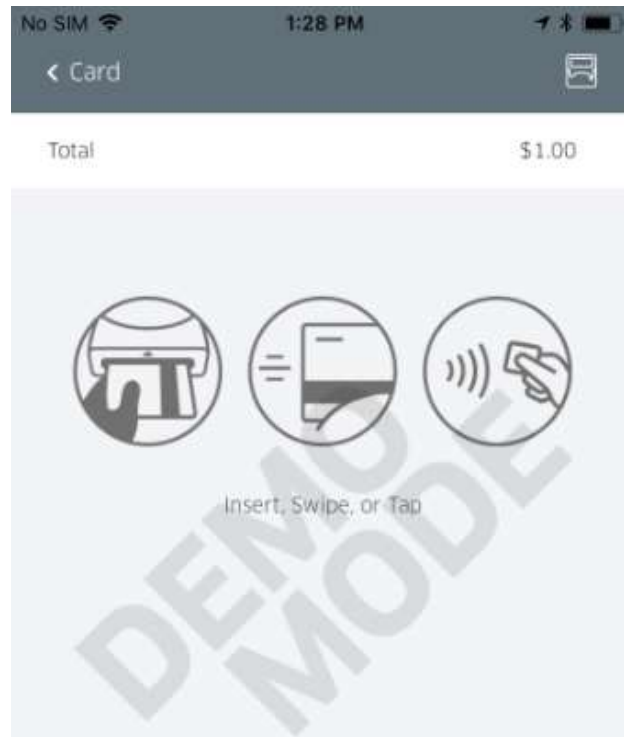 No SIM 1:28 PM
< Card
Total $1.00
Insert, Swipe, or Tap
DEMO
MODE